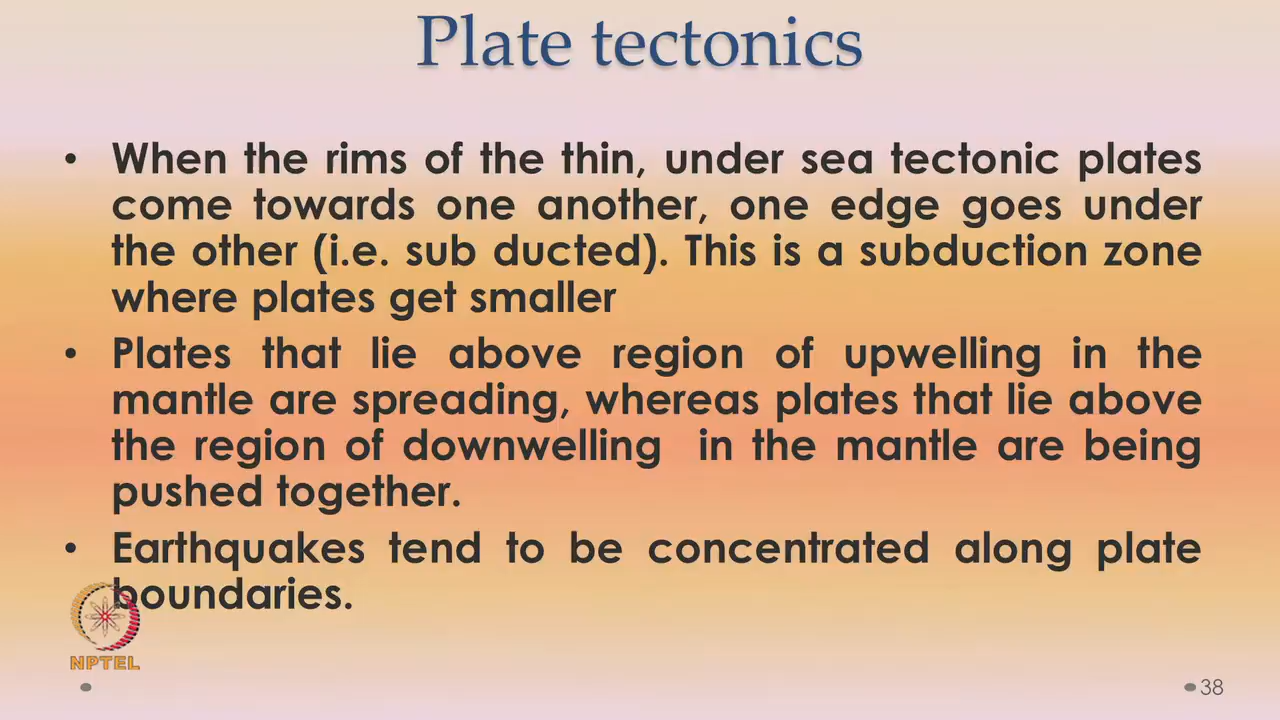 Plate tectonics
• When the rims of the thin, under sea tectonic plates
come towards one another, one edge goes under
the other (i.e. sub ducted). This is a subduction zone
where plates get smaller
• Plates that lie above region of upwelling in the
mantle are spreading, whereas plates that lie above
the region of downwelling in the mantle are being
pushed together.
• Earthquakes tend to be concentrated along plate
boundaries.
NPTEL
38